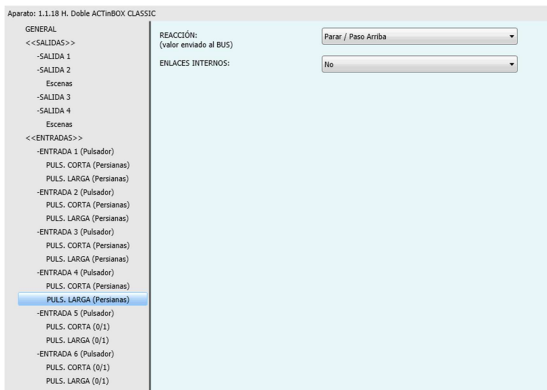 Aparato: 1.1.18 H. Doble ACTinBOX CLASSIC
GENERAL
<<SALIDAS>>
-SALIDA 1
-SALIDA 2
Escenas
-SALIDA 3
-SALIDA 4
Escenas
<<ENTRADAS>>
-ENTRADA 1 (Pulsador)
PULS. CORTA (Persianas)
PULS. LARGA (Persianas)
-ENTRADA 2 (Pulsador)
PULS. CORTA (Persianas)
PULS. LARGA (Persianas)
-ENTRADA 3 (Pulsador)
PULS. CORTA (Persianas)
PULS. LARGA (Persianas)
-ENTRADA 4 (Pulsador)
PULS. CORTA (Persianas)
PULS. LARGA (Persianas)
-ENTRADA 5 (Pulsador)
PULS. CORTA (0/1)
PULS. LARGA (0/1)
-ENTRADA 6 (Pulsador)
PULS. CORTA (0/1)
PULS. LARGA (0/1)
REACCIÓN:
(valor enviado al BUS)
Parar / Paso Arriba
ENLACES INTERNOS:
No